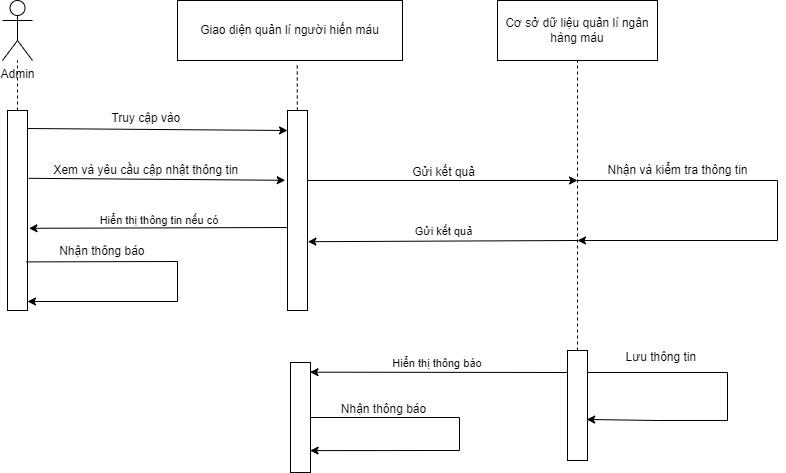 Admin
Giao diện quản lí người hiến máu
Cơ sở dữ liệu quản lí ngân
hàng máu
Truy cập vào
Xem và yêu cầu cập nhật thông tin
Gửi kết quả
Nhận và kiểm tra thông tin
Hiển thị thông tin nếu có
Gửi kết quả
Nhận thông báo
Hiển thị thông báo
Lưu thông tin
Nhận thông báo